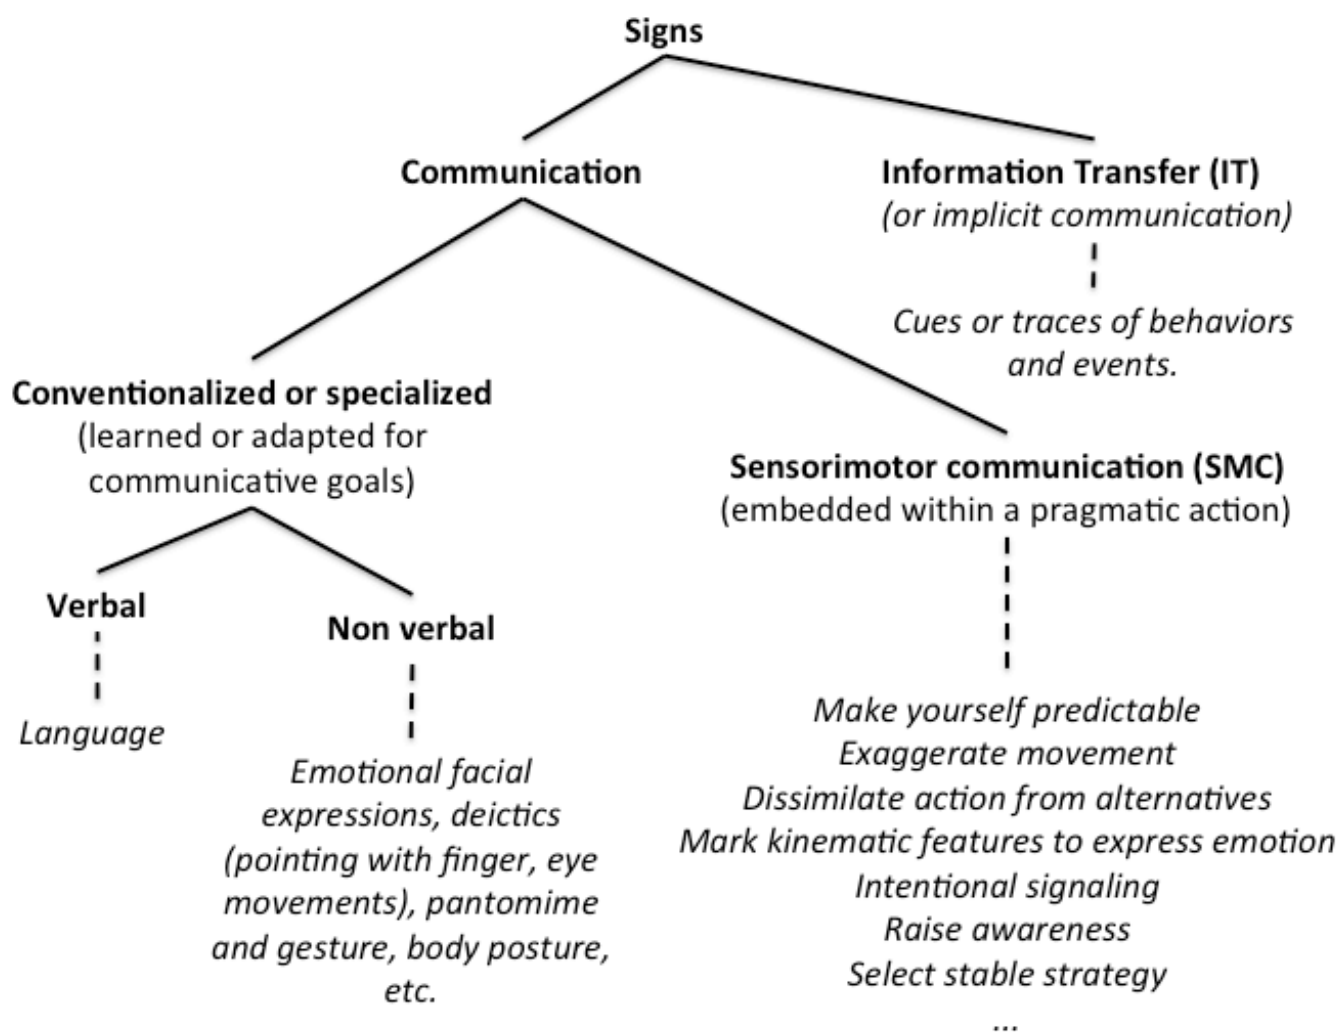 Signs
Communication
Information Transfer (IT)
(or implicit communication)
Cues or traces of behaviors
and events.
Conventionalized or specialized
(learned or adapted for
communicative goals)
Sensorimotor communication (SMC)
(embedded within a pragmatic action)
Verbal
Language
Non verbal
Emotional facial
expressions, deictics
(pointing with finger, eye
movements), pantomime
and gesture, body posture,
etc.
Make yourself predictable
Exaggerate movement
Dissimilate action from alternatives
Mark kinematic features to express emotion
Intentional signaling
Raise awareness
Select stable strategy
...